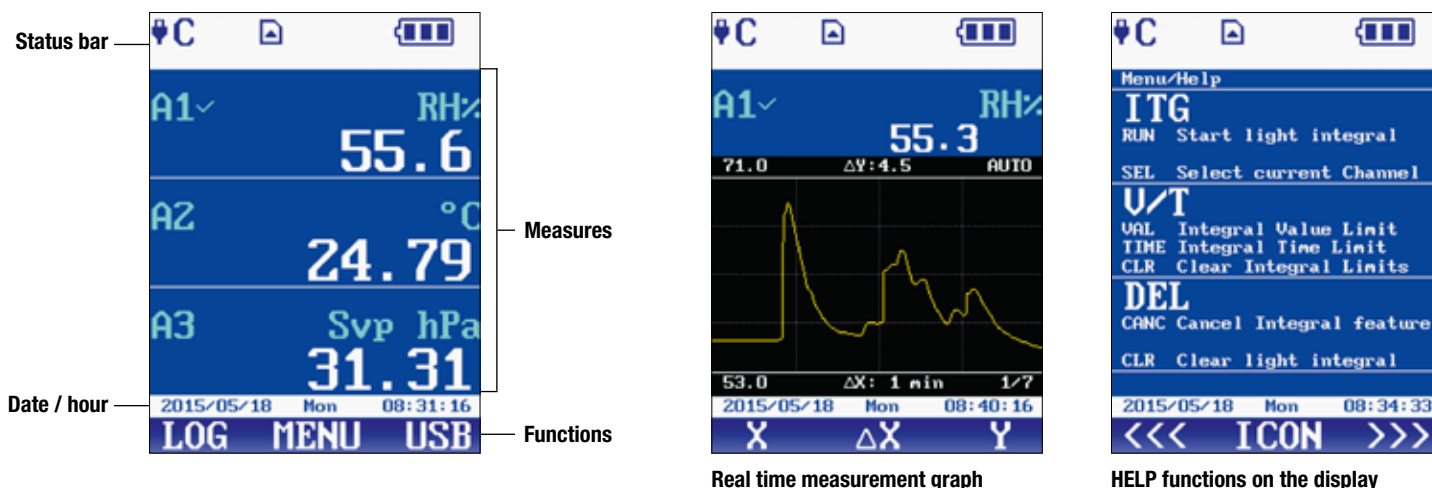 Status bar
C
A1✓ RH%
55.6
A2 °C
24.79
A3 Svp hPa
31.31
2015/05/18 Mon 08:31:16
LOG MENU USB
Measures
Date / hour
Functions
C
A1✓ RH%
55.3
71.0 ΔY:4.5 AUTO
53.0 ΔX: 1 min 1/7
2015/05/18 Mon 08:40:16
X ΔX Y
Real time measurement graph
C
Menu/Help
ITG
RUN Start light integral
SEL Select current Channel
V/T
VAL Integral Value Limit
TIME Integral Time Limit
CLR Clear Integral Limits
DEL
CANC Cancel Integral feature
CLR Clear light integral
2015/05/18 Mon 08:34:33
<<< ICON >>>
HELP functions on the display